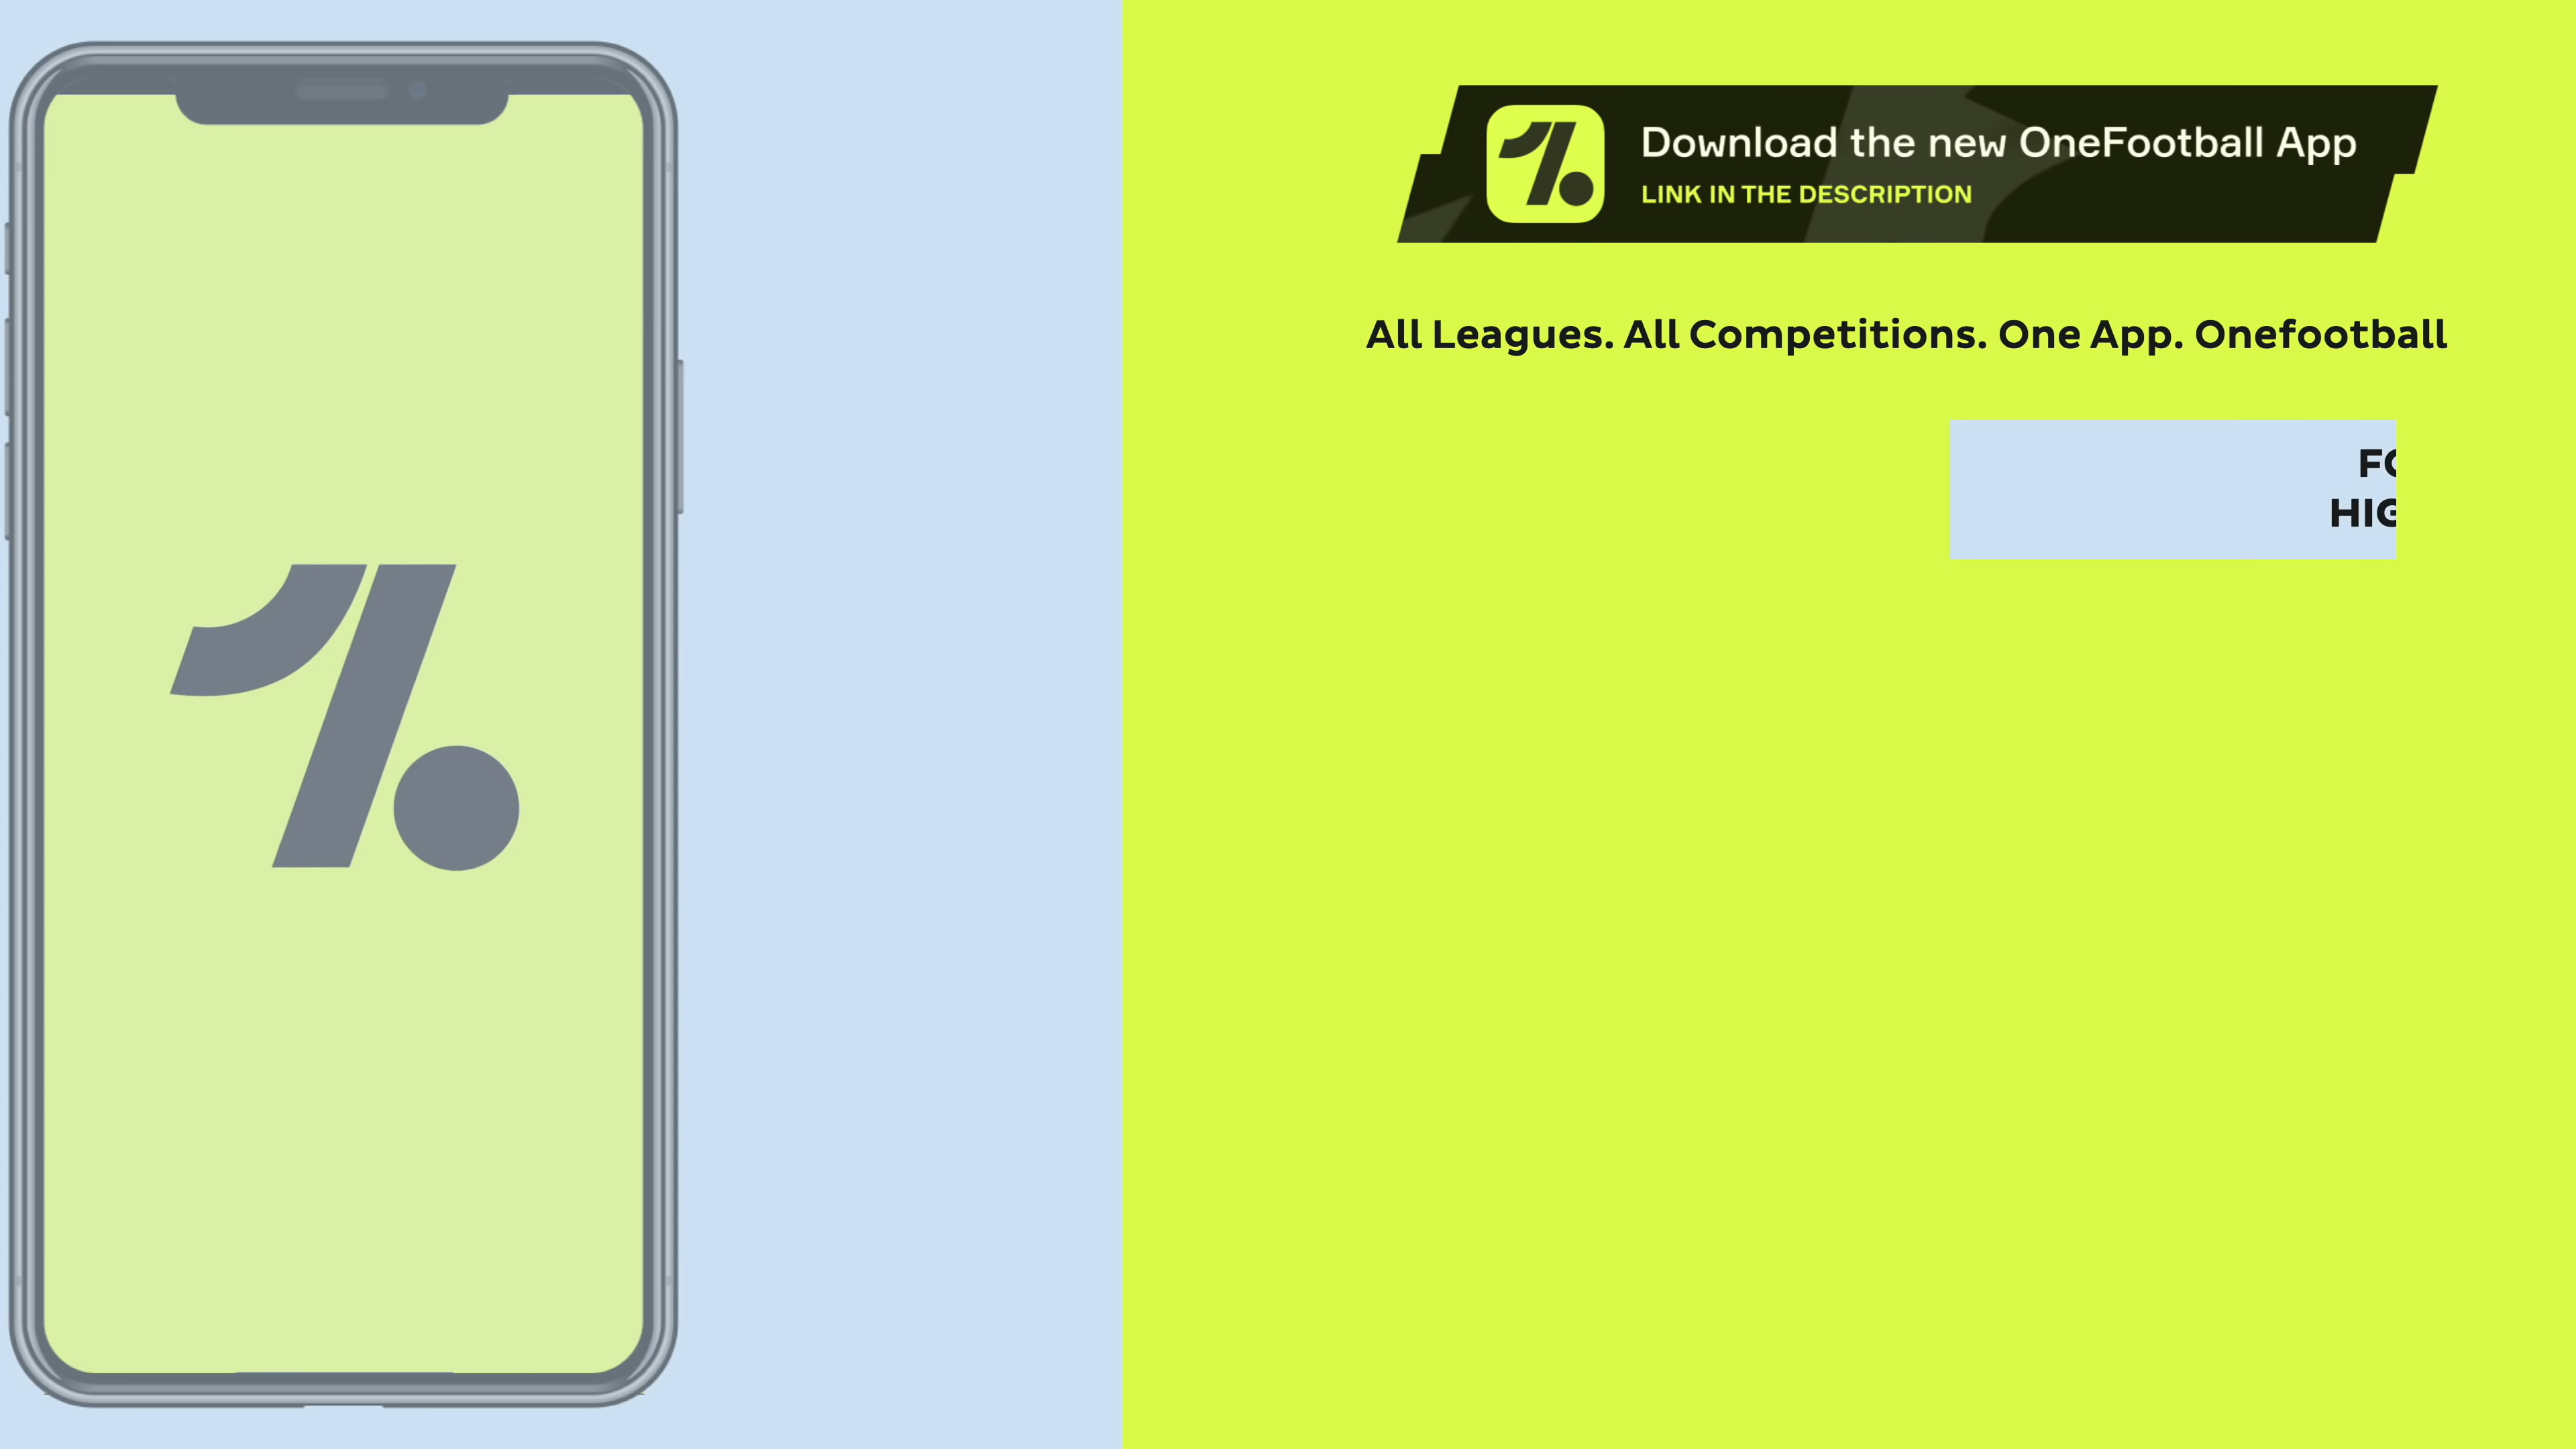 Download the new OneFootball App
LINK IN THE DESCRIPTION
All Leagues. All Competitions. One App. Onefootball